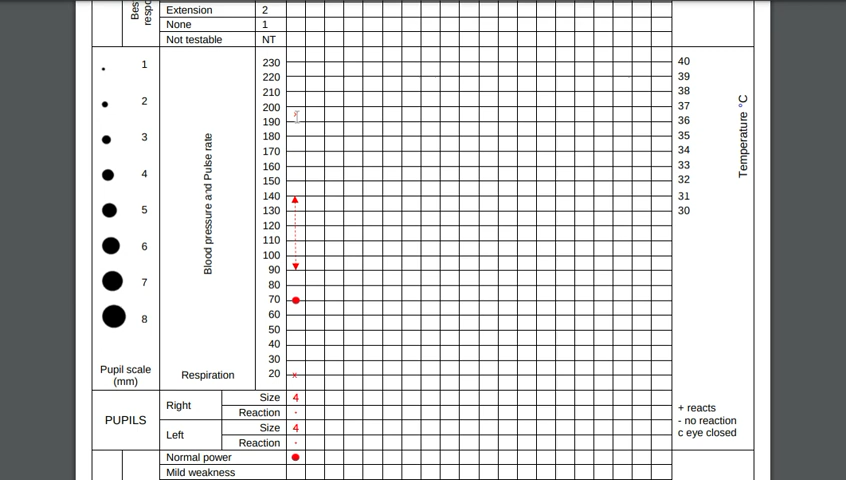 Bes
respo
Extension 2
None 1
Not testable NT
1
2
3
4
5
6
7
8
Pupil scale
(mm)
Blood pressure and Pulse rate
Respiration
230
220
210
200
190
180
170
160
150
140
130
120
110
100
90
80
70
60
50
40
30
20
x
40
39
38
37
36
35
34
33
32
31
30
Temperature °C
PUPILS
Right
Size 4
Reaction -
Left
Size 4
Reaction -
+ reacts
- no reaction
c eye closed
Normal power
Mild weakness